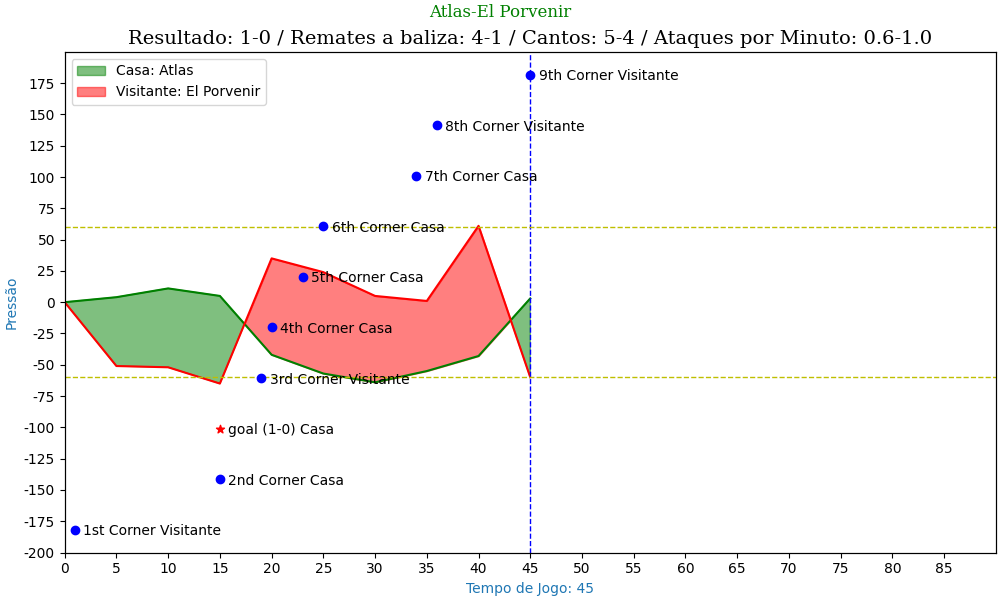 Atlas-El Porvenir
Resultado: 1-0 / Remates a baliza: 4-1 / Cantos: 5-4 / Ataques por Minuto: 0.6-1.0
Casa: Atlas
Visitante: El Porvenir
9th Corner Visitante
8th Corner Visitante
7th Corner Casa
6th Corner Casa
5th Corner Casa
4th Corner Casa
3rd Corner Visitante
goal (1-0) Casa
2nd Corner Casa
1st Corner Visitante
175
150
125
100
75
50
25
0
-25
-50
-75
-100
-125
-150
-175
-200
Pressão
0 5 10 15 20 25 30 35 40 45 50 55 60 65 70 75 80 85
Tempo de Jogo: 45